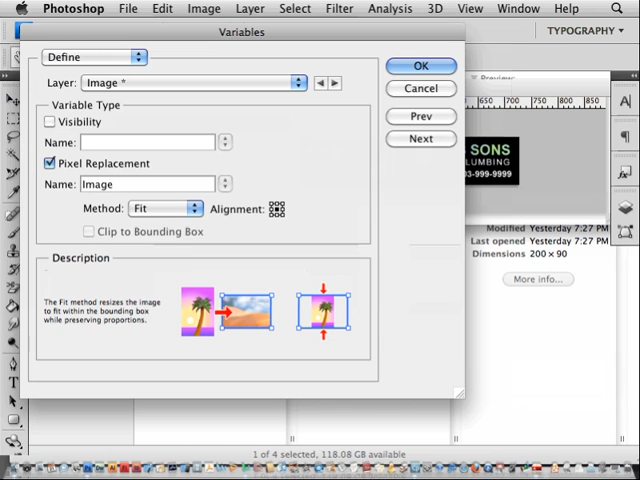 Photoshop File Edit Image Layer Select Filter Analysis 3D View Window Help
Variables
TYPOGRAPHY
Define
Layer: Image *
OK
Cancel
Prev
Next
Variable Type
Visibility
Name:
Pixel Replacement
Name: Image
Method: Fit Alignment:
Clip to Bounding Box
Description
The Fit method resizes the image
to fit within the bounding box
while preserving proportions.
Preview:
650 700 750 800 850
SONS
LUMBING
03-999-9999
Modified Yesterday 7:27 PM
Last opened Yesterday 7:27 PM
Dimensions 200 × 90
More info...
1 of 4 selected, 118.08 GB available